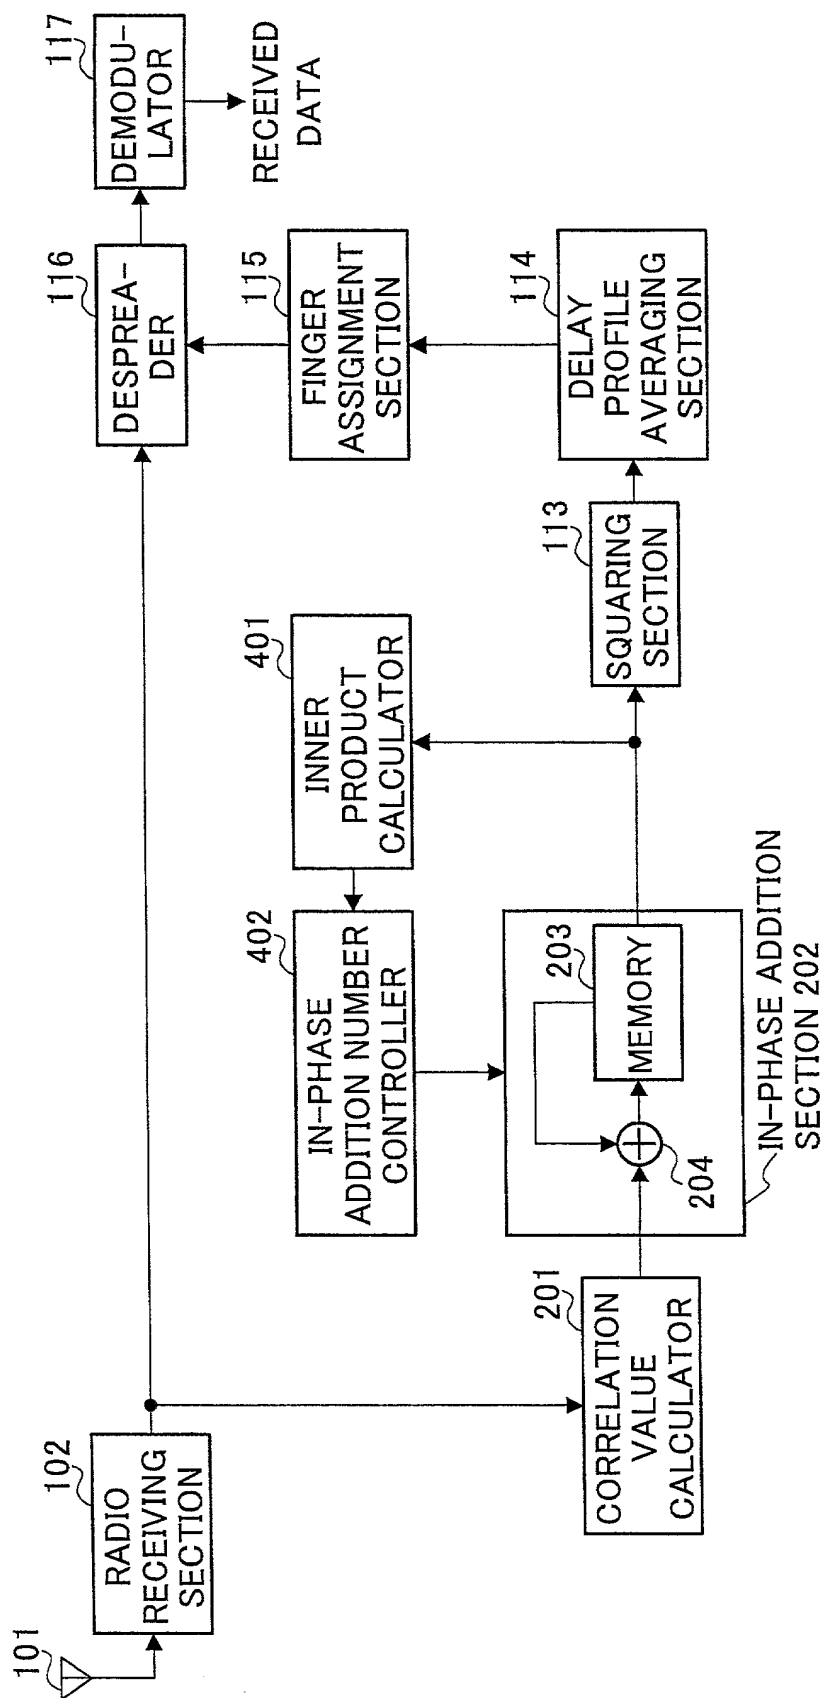 101
102
RADIO
RECEIVING
SECTION
116
DESPREA-
DER
117
DEMODU-
LATOR
RECEIVED
DATA
402
IN-PHASE
ADDITION NUMBER
CONTROLLER
401
INNER
PRODUCT
CALCULATOR
115
FINGER
ASSIGNMENT
SECTION
201
CORRELATION
VALUE
CALCULATOR
204
203
MEMORY
IN-PHASE ADDITION
SECTION 202
113
SQUARING
SECTION
114
DELAY
PROFILE
AVERAGING
SECTION